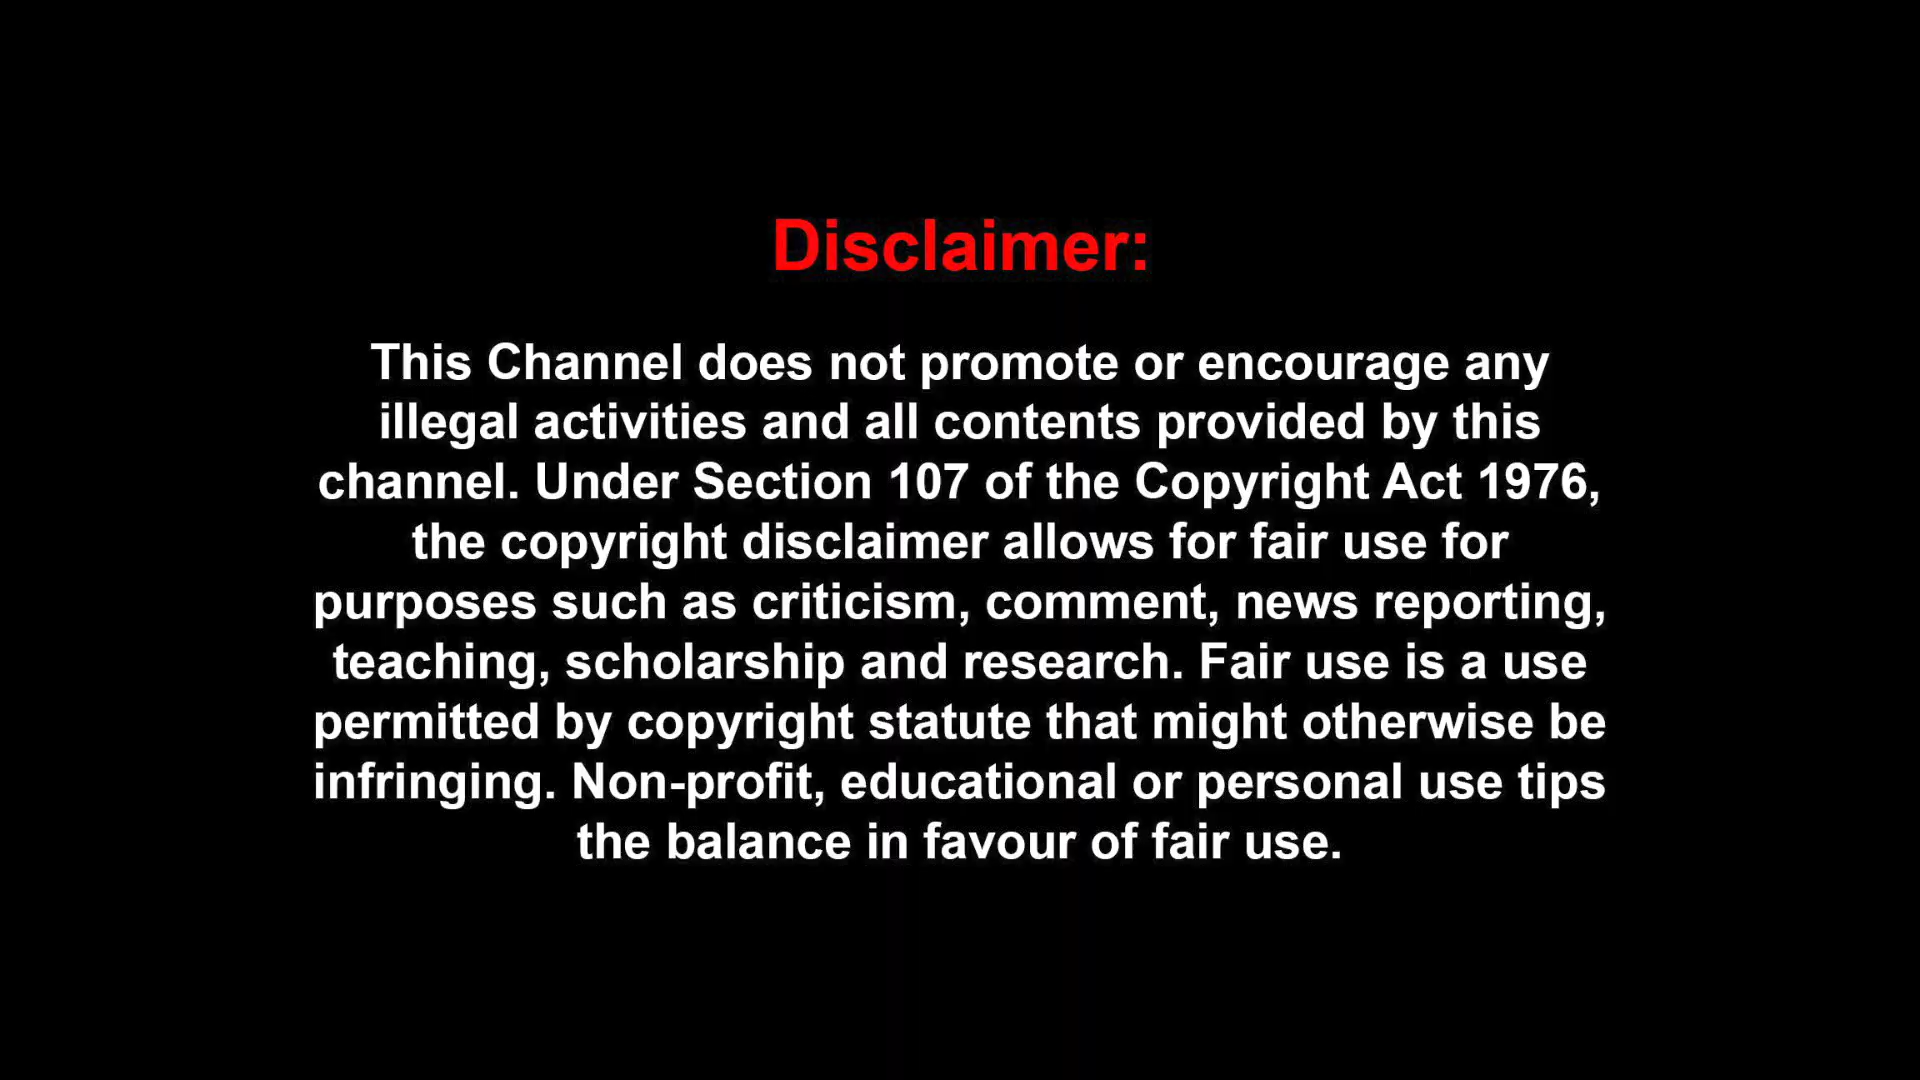 Disclaimer:
This Channel does not promote or encourage any
illegal activities and all contents provided by this
channel. Under Section 107 of the Copyright Act 1976,
the copyright disclaimer allows for fair use for
purposes such as criticism, comment, news reporting,
teaching, scholarship and research. Fair use is a use
permitted by copyright statute that might otherwise be
infringing. Non-profit, educational or personal use tips
the balance in favour of fair use.